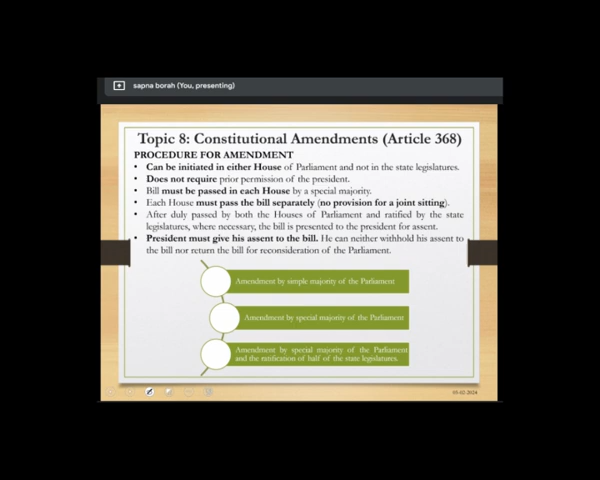 sapna borah (You, presenting)
Topic 8: Constitutional Amendments (Article 368)
PROCEDURE FOR AMENDMENT
• Can be initiated in either House of Parliament and not in the state legislatures.
• Does not require prior permission of the president.
• Bill must be passed in each House by a special majority.
• Each House must pass the bill separately (no provision for a joint sitting).
• After duly passed by both the Houses of Parliament and ratified by the state
legislatures, where necessary, the bill is presented to the president for assent.
• President must give his assent to the bill. He can neither withhold his assent to
the bill nor return the bill for reconsideration of the Parliament.
Amendment by simple majority of the Parliament
Amendment by special majority of the Parliament
Amendment by special majority of the Parliament
and the ratification of half of the state legislatures.
05-02-2024